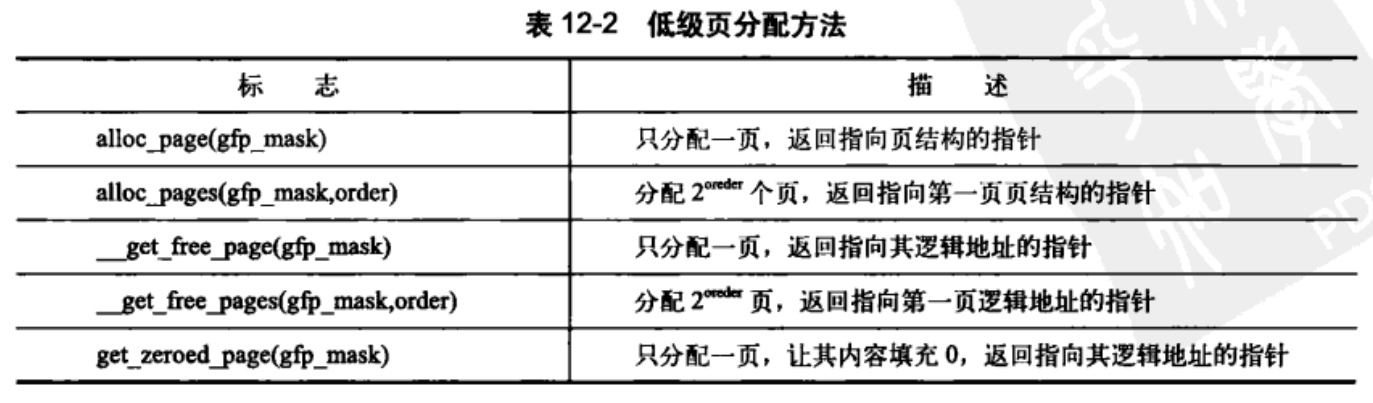 表 12-2 低级页分配方法
标 志 描 述
alloc_page(gfp_mask) 只分配一页，返回指向页结构的指针
alloc_pages(gfp_mask,order) 分配 2^oreder 个页，返回指向第一页页结构的指针
__get_free_page(gfp_mask) 只分配一页，返回指向其逻辑地址的指针
__get_free_pages(gfp_mask,order) 分配 2^oreder 页，返回指向第一页逻辑地址的指针
get_zeroed_page(gfp_mask) 只分配一页，让其内容填充 0，返回指向其逻辑地址的指针